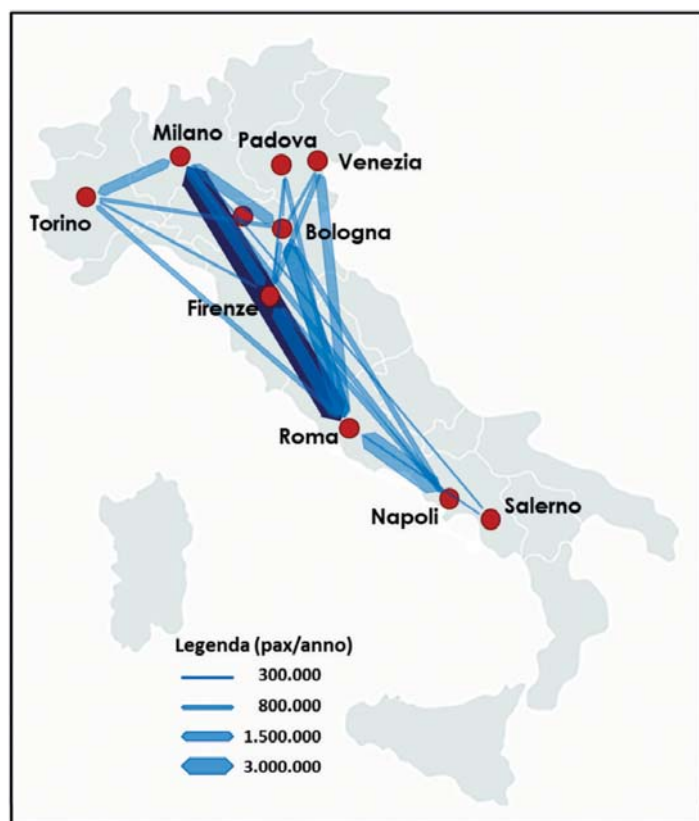 Milano
Padova
Venezia
Torino
Bologna
Firenze
Roma
Napoli
Salerno
Legenda (pax/anno)
300.000
800.000
1.500.000
3.000.000